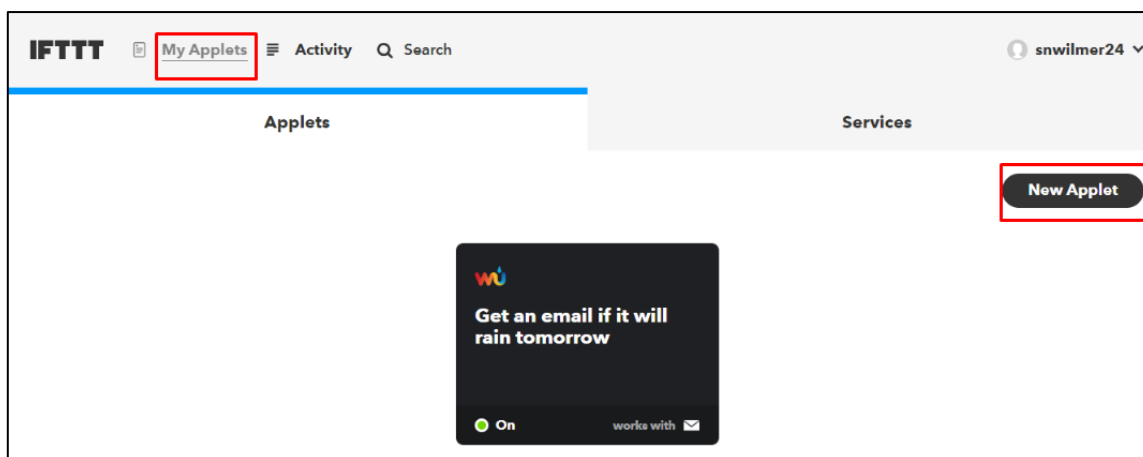 IFTTT My Applets Activity Search snwilmer24
Applets Services
New Applet
wu
Get an email if it will
rain tomorrow
On works with